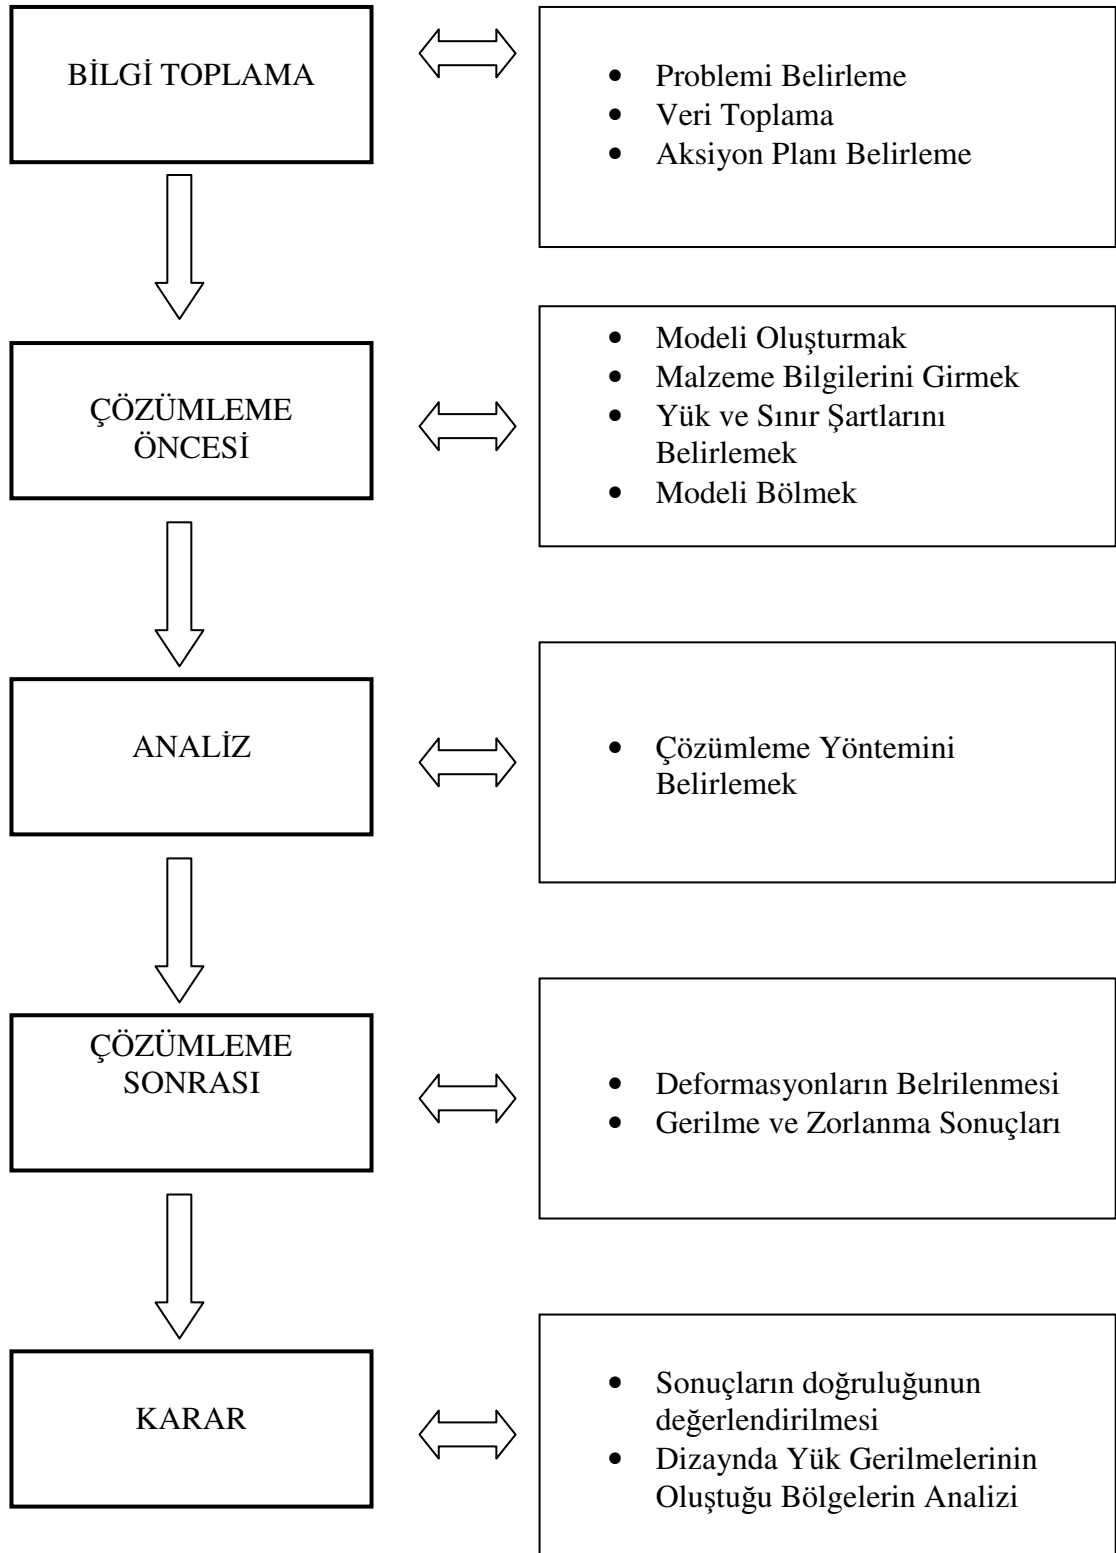 BİLGİ TOPLAMA
• Problemi Belirleme
• Veri Toplama
• Aksiyon Planı Belirleme
ÇÖZÜMLEME
ÖNCESİ
• Modeli Oluşturmak
• Malzeme Bilgilerini Girmek
• Yük ve Sınır Şartlarını
Belirlemek
• Modeli Bölmek
ANALİZ
• Çözümleme Yöntemini
Belirlemek
ÇÖZÜMLEME
SONRASI
• Deformasyonların Belrilenmesi
• Gerilme ve Zorlanma Sonuçları
KARAR
• Sonuçların doğruluğunun
değerlendirilmesi
• Dizaynda Yük Gerilmelerinin
Oluştuğu Bölgelerin Analizi